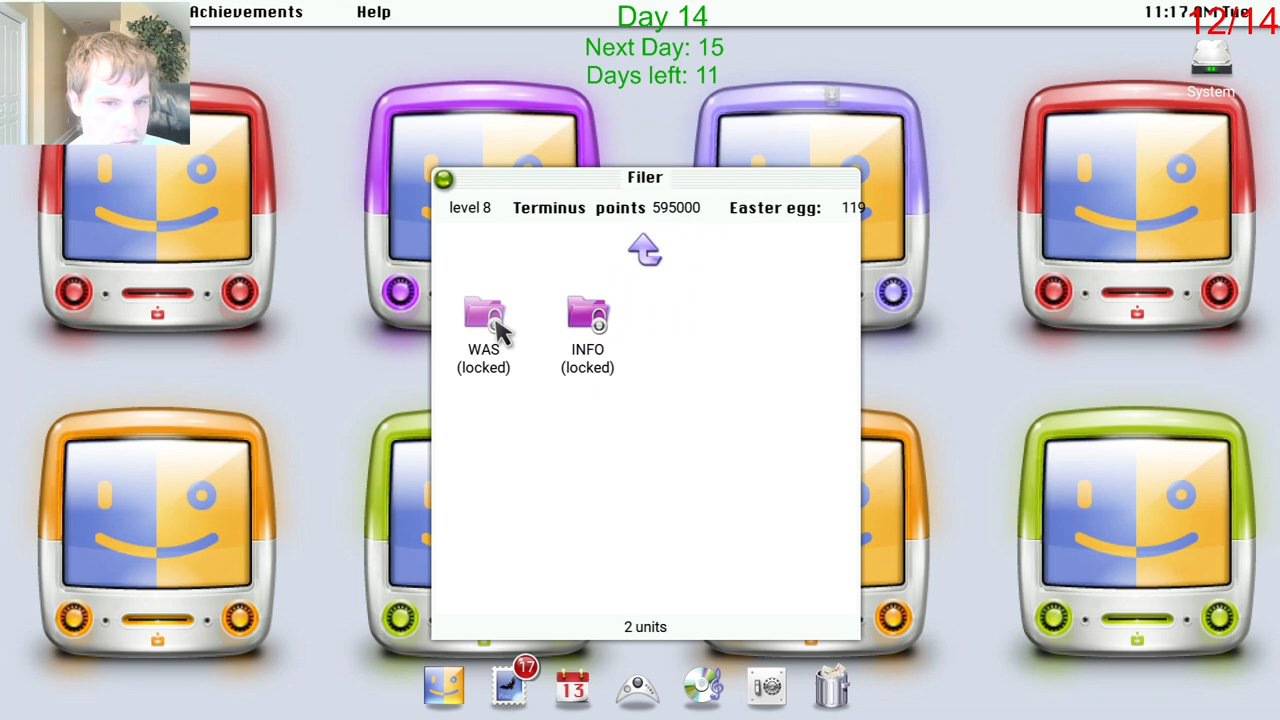 Achievements Help
Day 14
Next Day: 15
Days left: 11
11:17 AM Tue
12/14
System
Filer
level 8 Terminus points 595000 Easter egg: 119
WAS
(locked)
INFO
(locked)
2 units
17
13